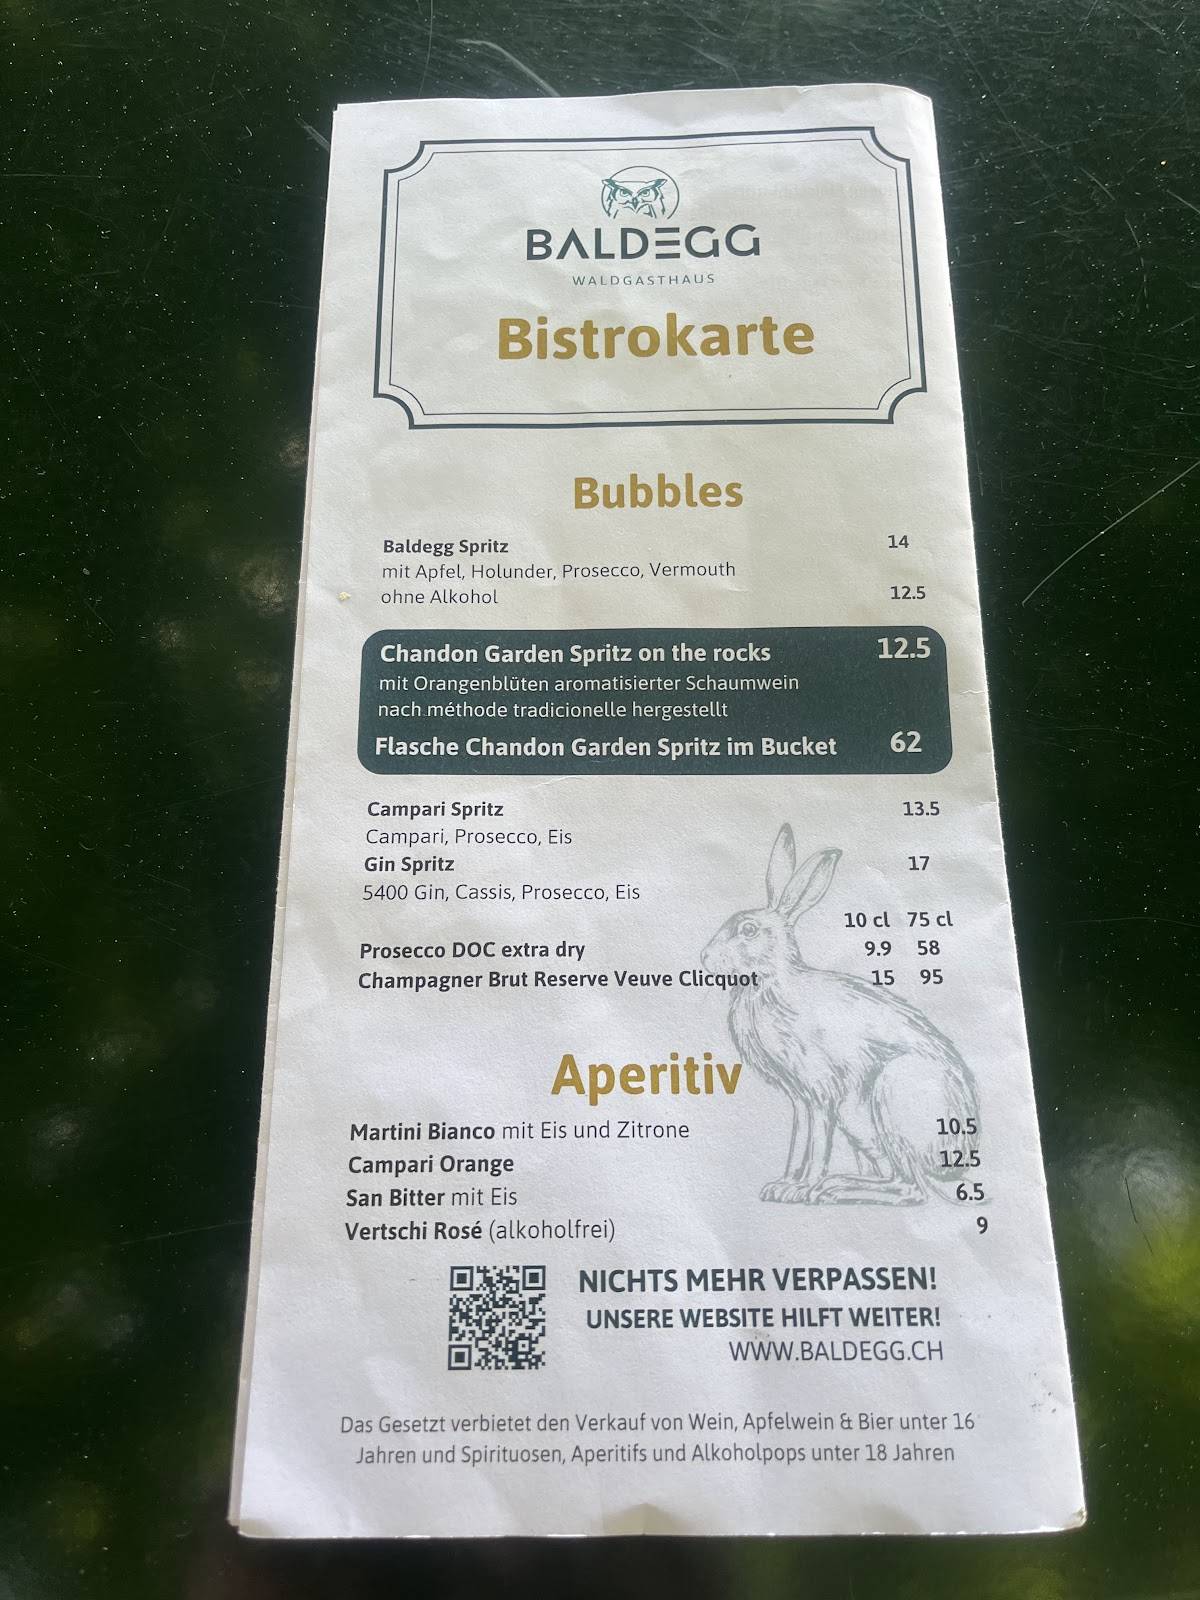 BALDEGG
WALDGASTHAUS
Bistrokarte
Bubbles
Baldegg Spritz 14
mit Apfel, Holunder, Prosecco, Vermouth
ohne Alkohol 12.5
Chandon Garden Spritz on the rocks 12.5
mit Orangenblüten aromatisierter Schaumwein
nach méthode tradicionelle hergestellt
Flasche Chandon Garden Spritz im Bucket 62
Campari Spritz 13.5
Campari, Prosecco, Eis
Gin Spritz 17
5400 Gin, Cassis, Prosecco, Eis
10 cl 75 cl
Prosecco DOC extra dry 9.9 58
Champagner Brut Reserve Veuve Clicquot 15 95
Aperitiv
Martini Bianco mit Eis und Zitrone 10.5
Campari Orange 12.5
San Bitter mit Eis 6.5
Vertschi Rosé (alkoholfrei) 9
NICHTS MEHR VERPASSEN!
UNSERE WEBSITE HILFT WEITER!
WWW.BALDEGG.CH
Das Gesetzt verbietet den Verkauf von Wein, Apfelwein & Bier unter 16
Jahren und Spirituosen, Aperitifs und Alkoholpops unter 18 Jahren